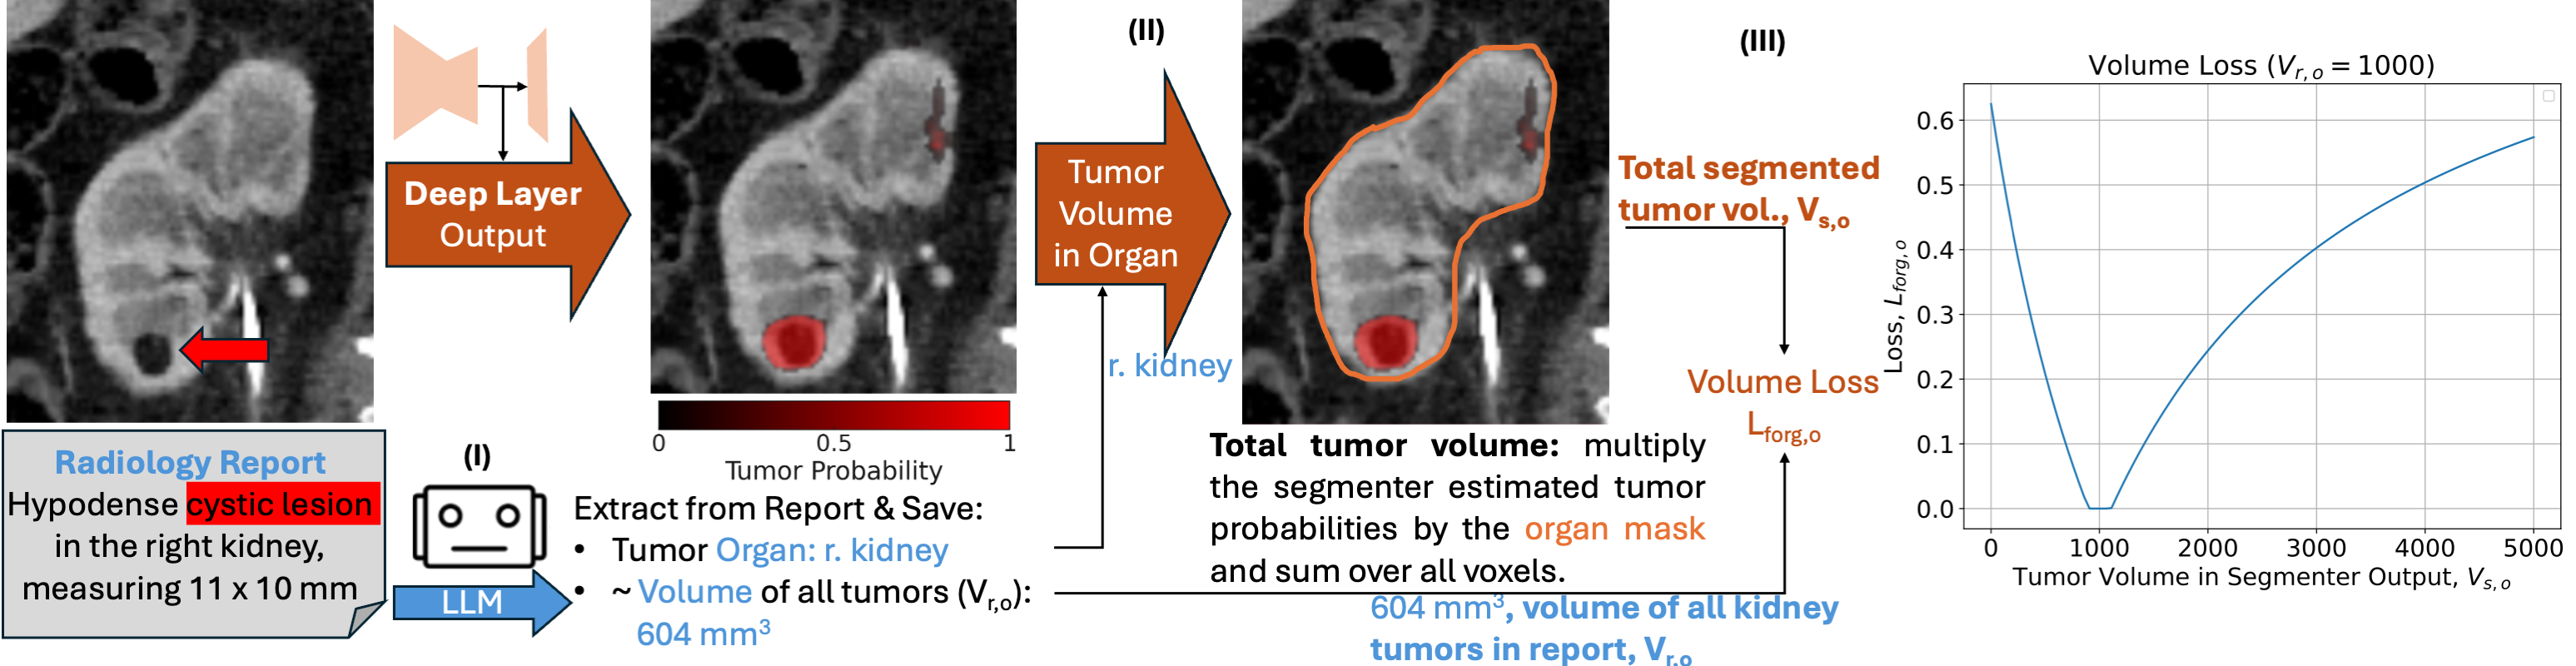 Deep Layer
Output
Radiology Report
Hypodense cystic lesion
in the right kidney,
measuring 11 x 10 mm
(I)
LLM
0 0.5 1
Tumor Probability
Extract from Report & Save:
• Tumor Organ: r. kidney
• ~ Volume of all tumors (Vr,o):
604 mm³
(II)
Tumor
Volume
in Organ
r. kidney
Total tumor volume: multiply
the segmenter estimated tumor
probabilities by the organ mask
and sum over all voxels.
604 mm³, volume of all kidney
tumors in report, Vr,o
(III)
Total segmented
tumor vol., Vs,o
Volume Loss
Lforg,o
Volume Loss (Vr, o = 1000)
Loss, Lforg, o
0.6
0.5
0.4
0.3
0.2
0.1
0.0
0 1000 2000 3000 4000 5000
Tumor Volume in Segmenter Output, Vs, o